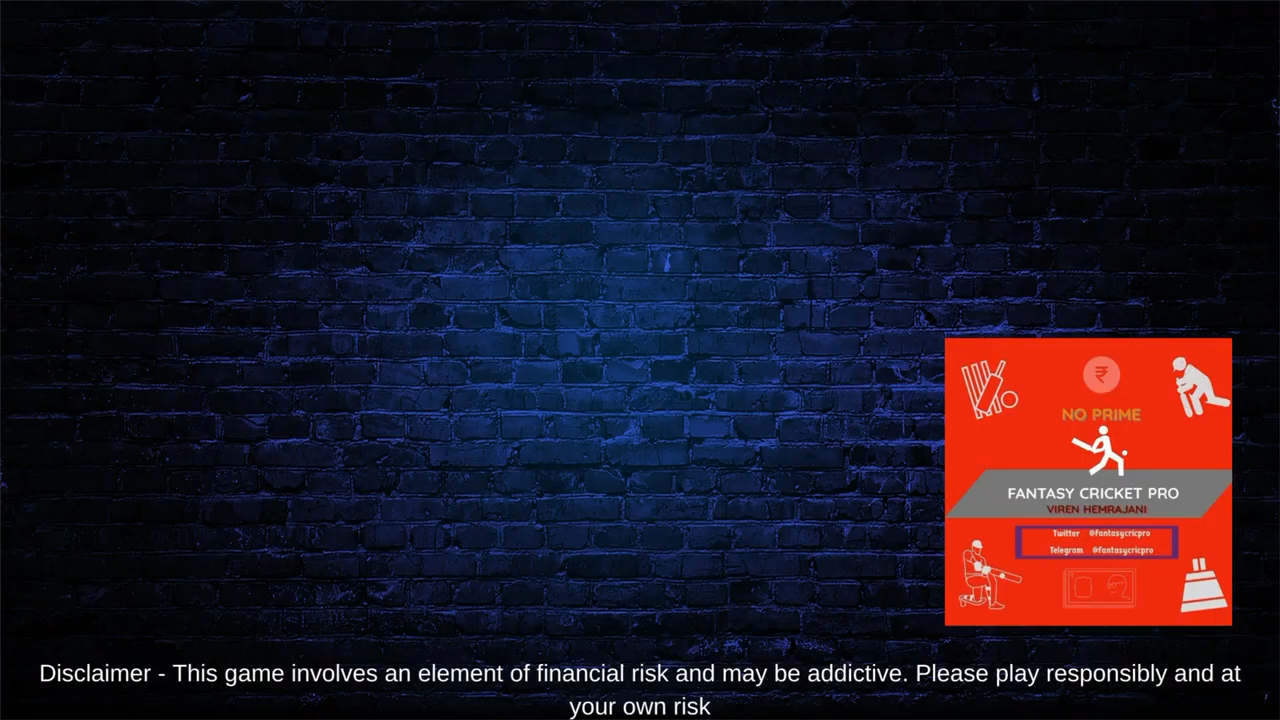 ₹
NO PRIME
FANTASY CRICKET PRO
VIREN HEMRAJANI
Twitter @fantasycricpro
Telegram @fantasycricpro
Disclaimer - This game involves an element of financial risk and may be addictive. Please play responsibly and at
your own risk